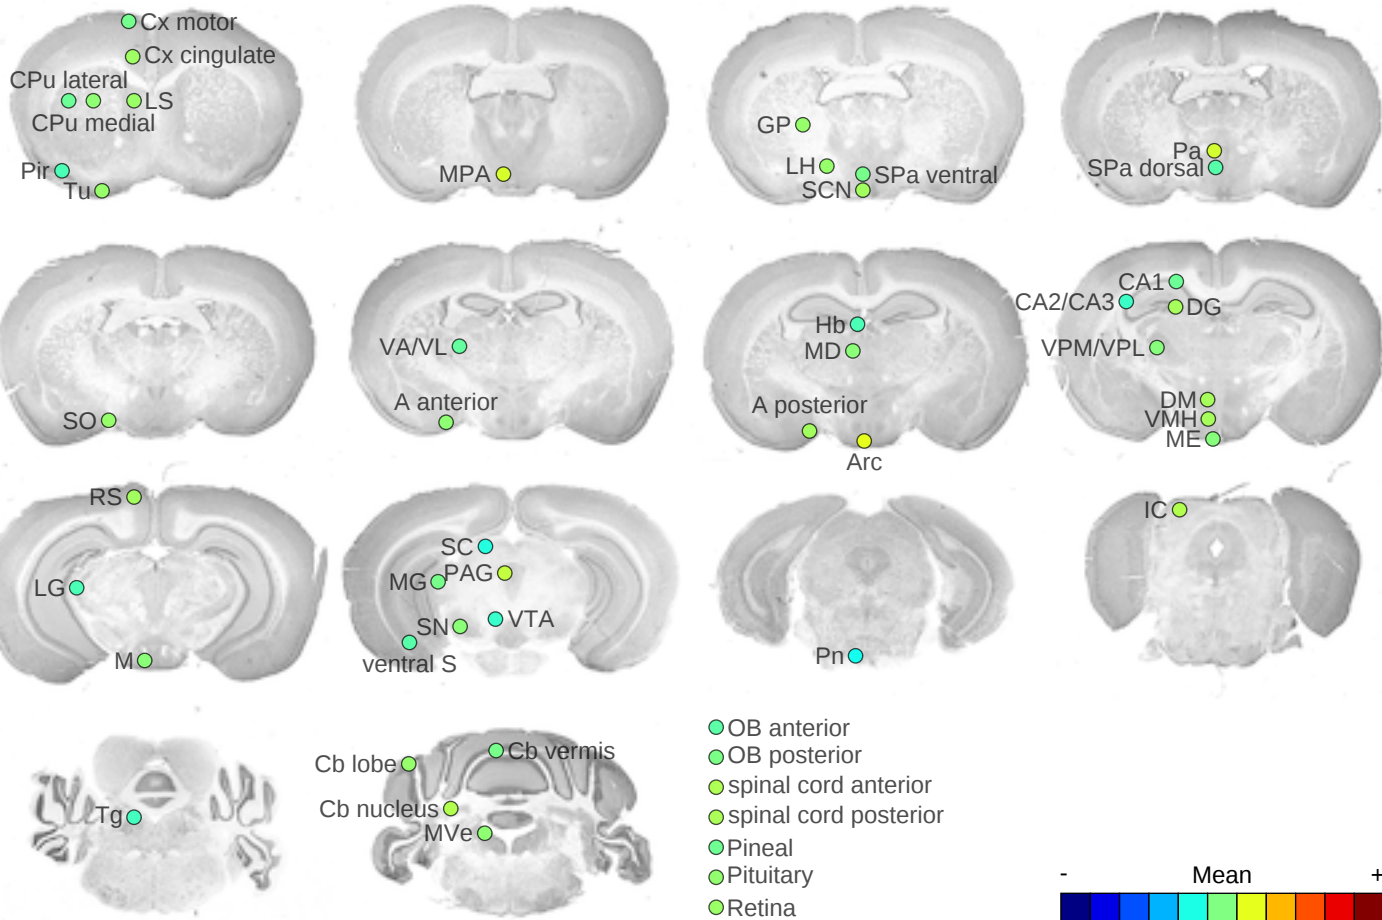 Cx motor
Cx cingulate
CPu lateral
LS
CPu medial
Pir
Tu
MPA
GP
LH
SPa ventral
SCN
Pa
SPa dorsal
SO
VA/VL
A anterior
Hb
MD
A posterior
Arc
CA1
CA2/CA3
DG
VPM/VPL
DM
VMH
ME
RS
LG
M
SC
PAG
MG
VTA
SN
ventral S
Pn
IC
Tg
Cb vermis
Cb lobe
Cb nucleus
MVe
OB anterior
OB posterior
spinal cord anterior
spinal cord posterior
Pineal
Pituitary
Retina
- Mean +